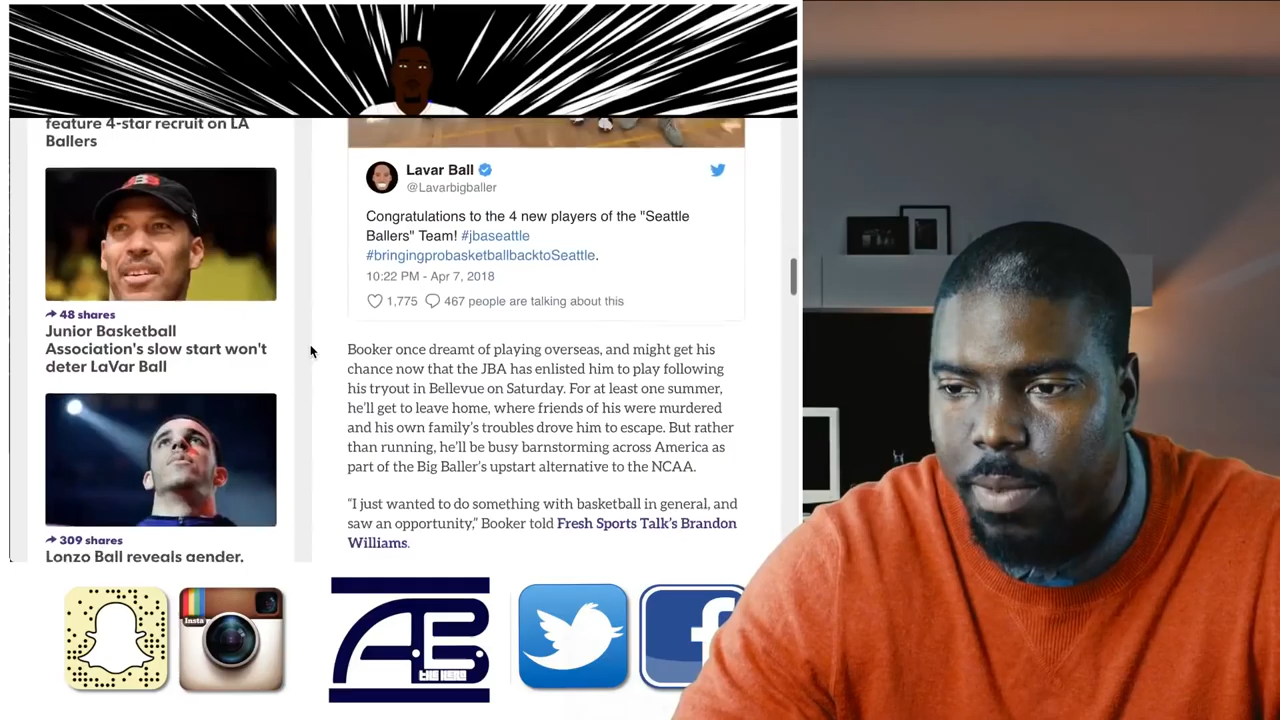 feature 4-star recruit on LA
Ballers
48 shares
Junior Basketball
Association's slow start won't
deter LaVar Ball
309 shares
Lonzo Ball reveals gender,
Lavar Ball
@Lavarbigballer
Congratulations to the 4 new players of the "Seattle
Ballers" Team! #jbaseattle
#bringingprobasketballbacktoSeattle.
10:22 PM - Apr 7, 2018
1,775 467 people are talking about this
Booker once dreamt of playing overseas, and might get his
chance now that the JBA has enlisted him to play following
his tryout in Bellevue on Saturday. For at least one summer,
he'll get to leave home, where friends of his were murdered
and his own family's troubles drove him to escape. But rather
than running, he'll be busy barnstorming across America as
part of the Big Baller's upstart alternative to the NCAA.
“I just wanted to do something with basketball in general, and
saw an opportunity,” Booker told Fresh Sports Talk’s Brandon
Williams.
Insta
AB
THE HERO
f